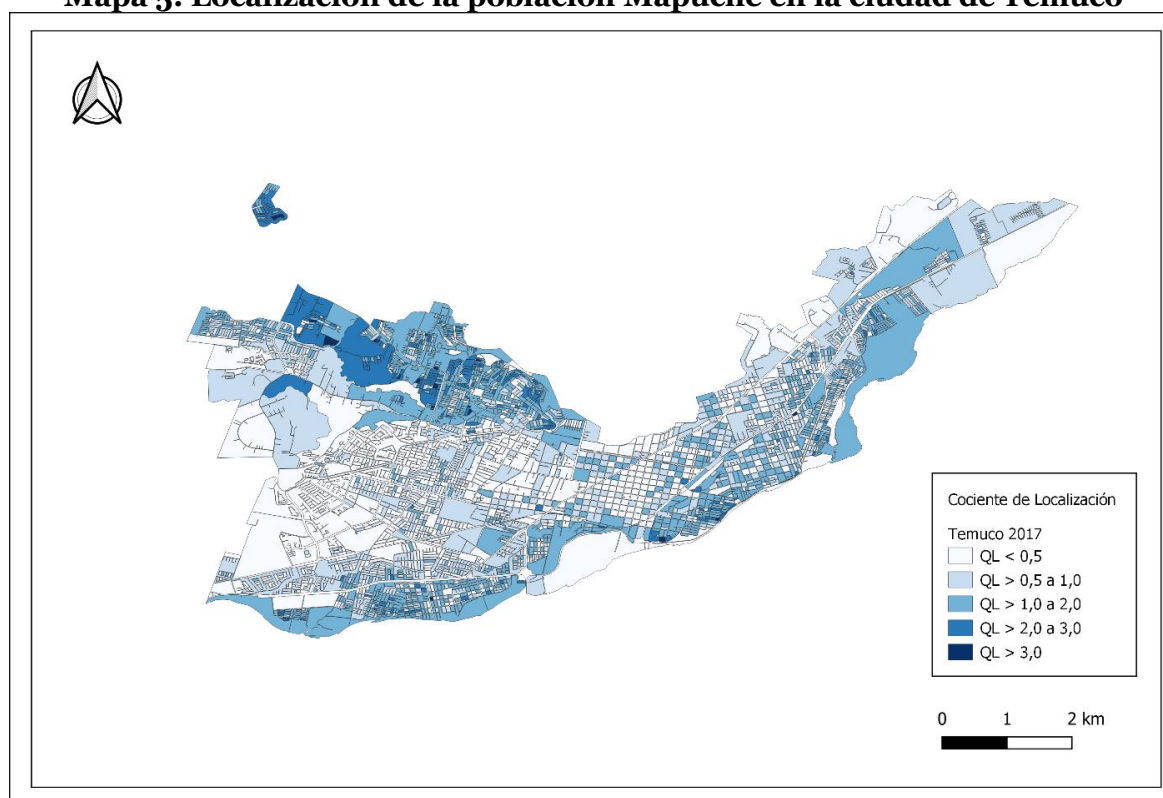 Mapa 5. Localización de la población Mapuche en la ciudad de Temuco
Cociente de Localización
Temuco 2017
QL < 0,5
QL > 0,5 a 1,0
QL > 1,0 a 2,0
QL > 2,0 a 3,0
QL > 3,0
0 1 2 km